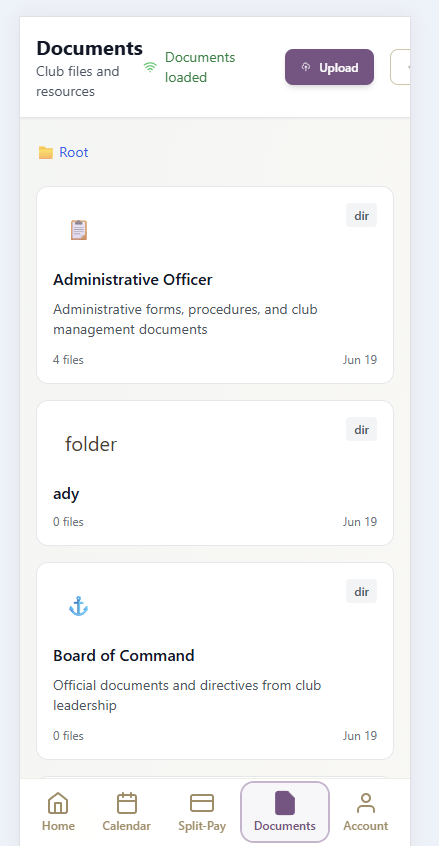 Documents
Club files and
resources
Documents
loaded
Upload
Root
dir
Administrative Officer
Administrative forms, procedures, and club
management documents
4 files
Jun 19
dir
folder
ady
0 files
Jun 19
dir
Board of Command
Official documents and directives from club
leadership
0 files
Jun 19
Home
Calendar
Split-Pay
Documents
Account